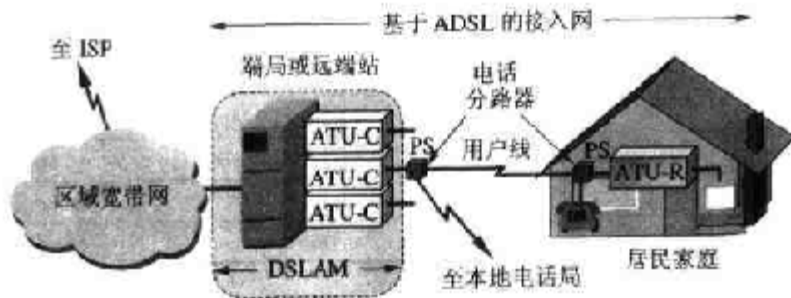 基于 ADSL 的接入网
至 ISP
端局或远端站
电话
分路器
ATU-C
PS
用户线
PS
ATU-R
ATU-C
区域宽带网
ATU-C
DSLAM
至本地电话局
居民家庭